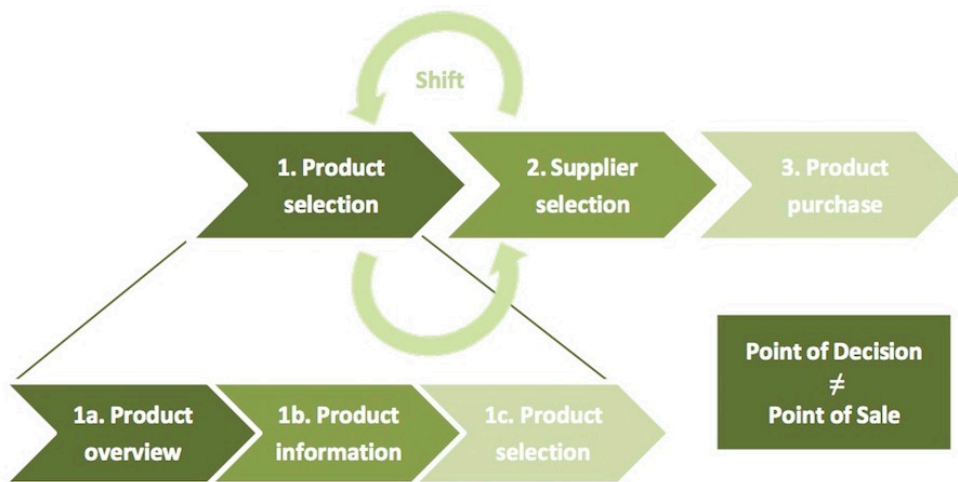 Shift
1. Product
selection
2. Supplier
selection
3. Product
purchase
1a. Product
overview
1b. Product
information
1c. Product
selection
Point of Decision
≠
Point of Sale